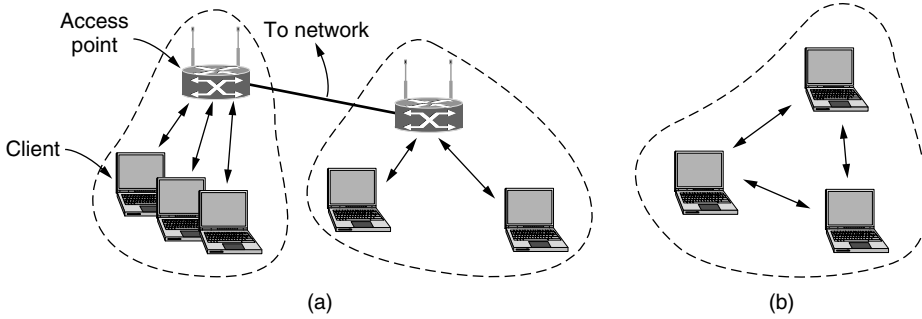 Access
point
To network
Client
(a)
(b)